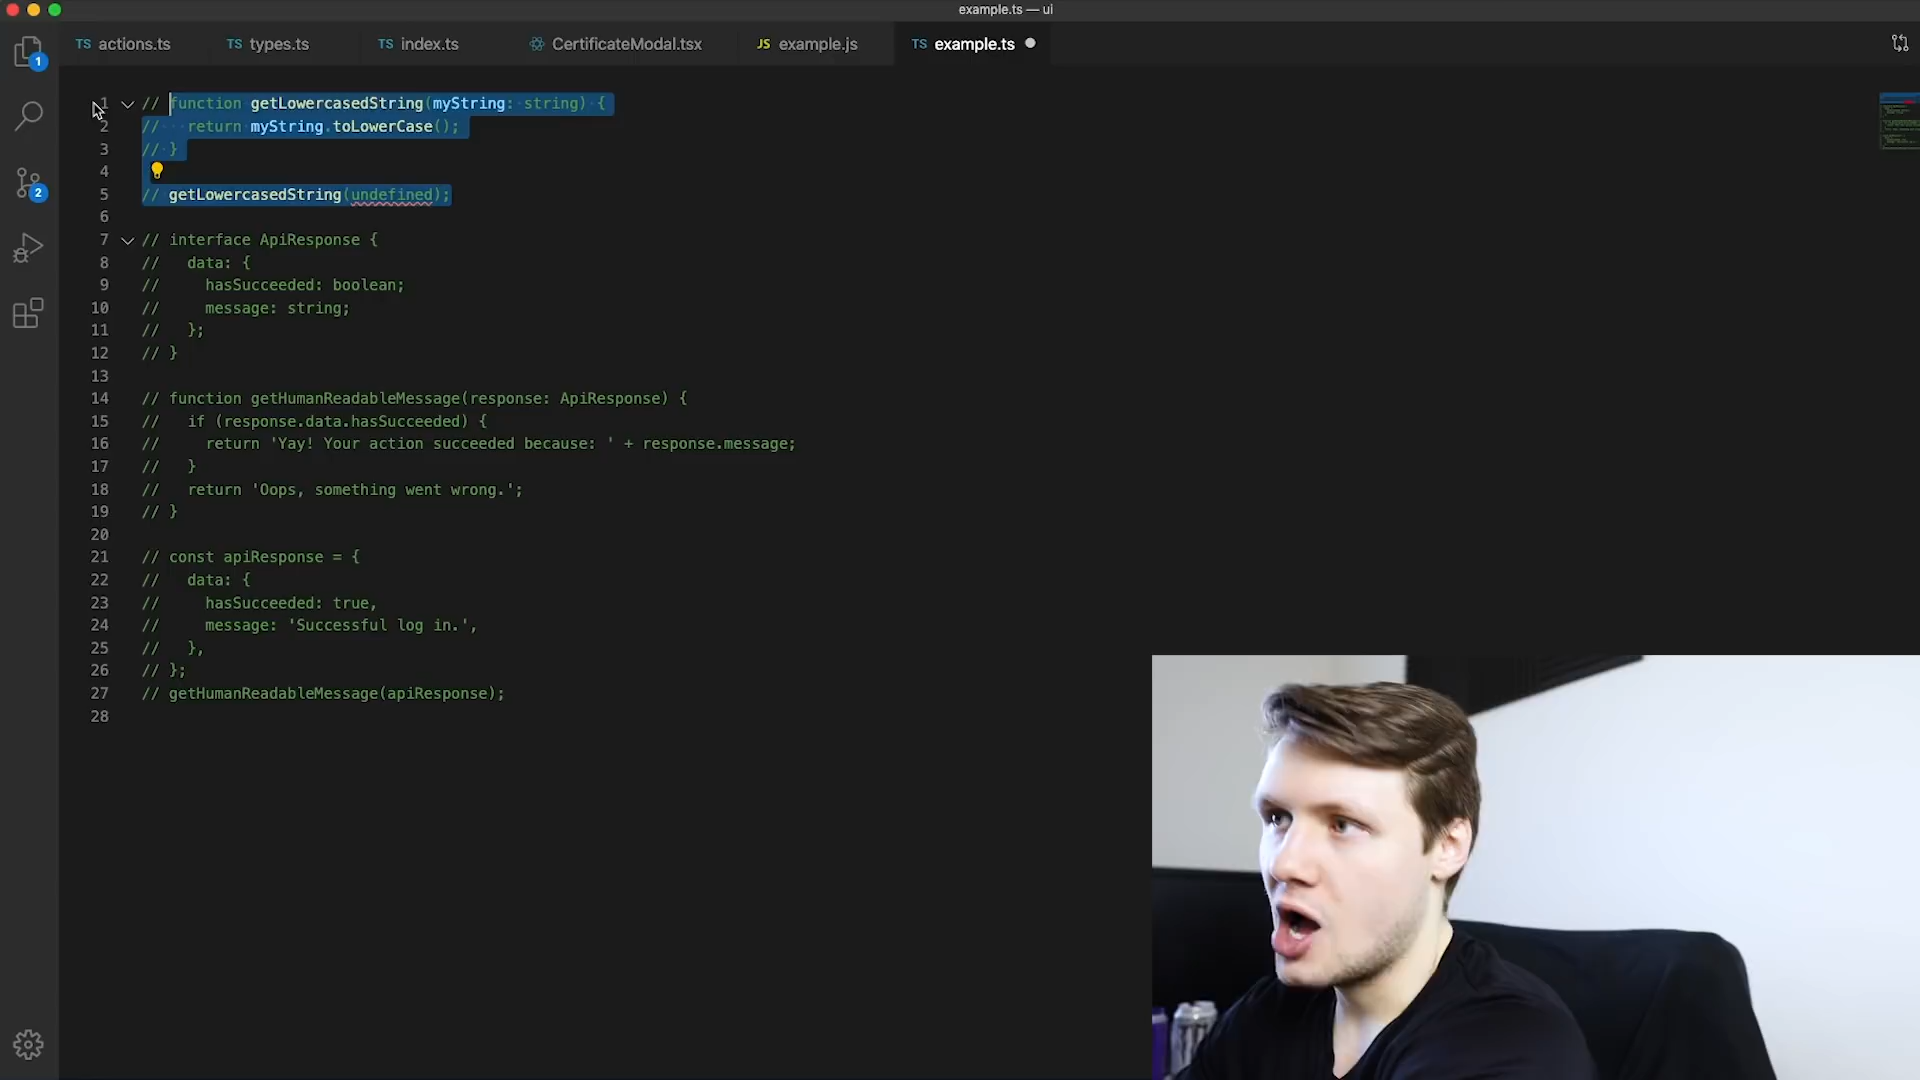 example.ts — ui
TS actions.ts TS types.ts TS index.ts CertificateModal.tsx JS example.js TS example.ts
1
2
1 // function getLowercasedString(myString: string) {
2 //   return myString.toLowerCase();
3 // }
4
5 // getLowercasedString(undefined);
6
7 // interface ApiResponse {
8 //   data: {
9 //     hasSucceeded: boolean;
10 //     message: string;
11 //   };
12 // }
13
14 // function getHumanReadableMessage(response: ApiResponse) {
15 //   if (response.data.hasSucceeded) {
16 //     return 'Yay! Your action succeeded because: ' + response.message;
17 //   }
18 //   return 'Oops, something went wrong.';
19 // }
20
21 // const apiResponse = {
22 //   data: {
23 //     hasSucceeded: true,
24 //     message: 'Successful log in.',
25 //   },
26 // };
27 // getHumanReadableMessage(apiResponse);
28